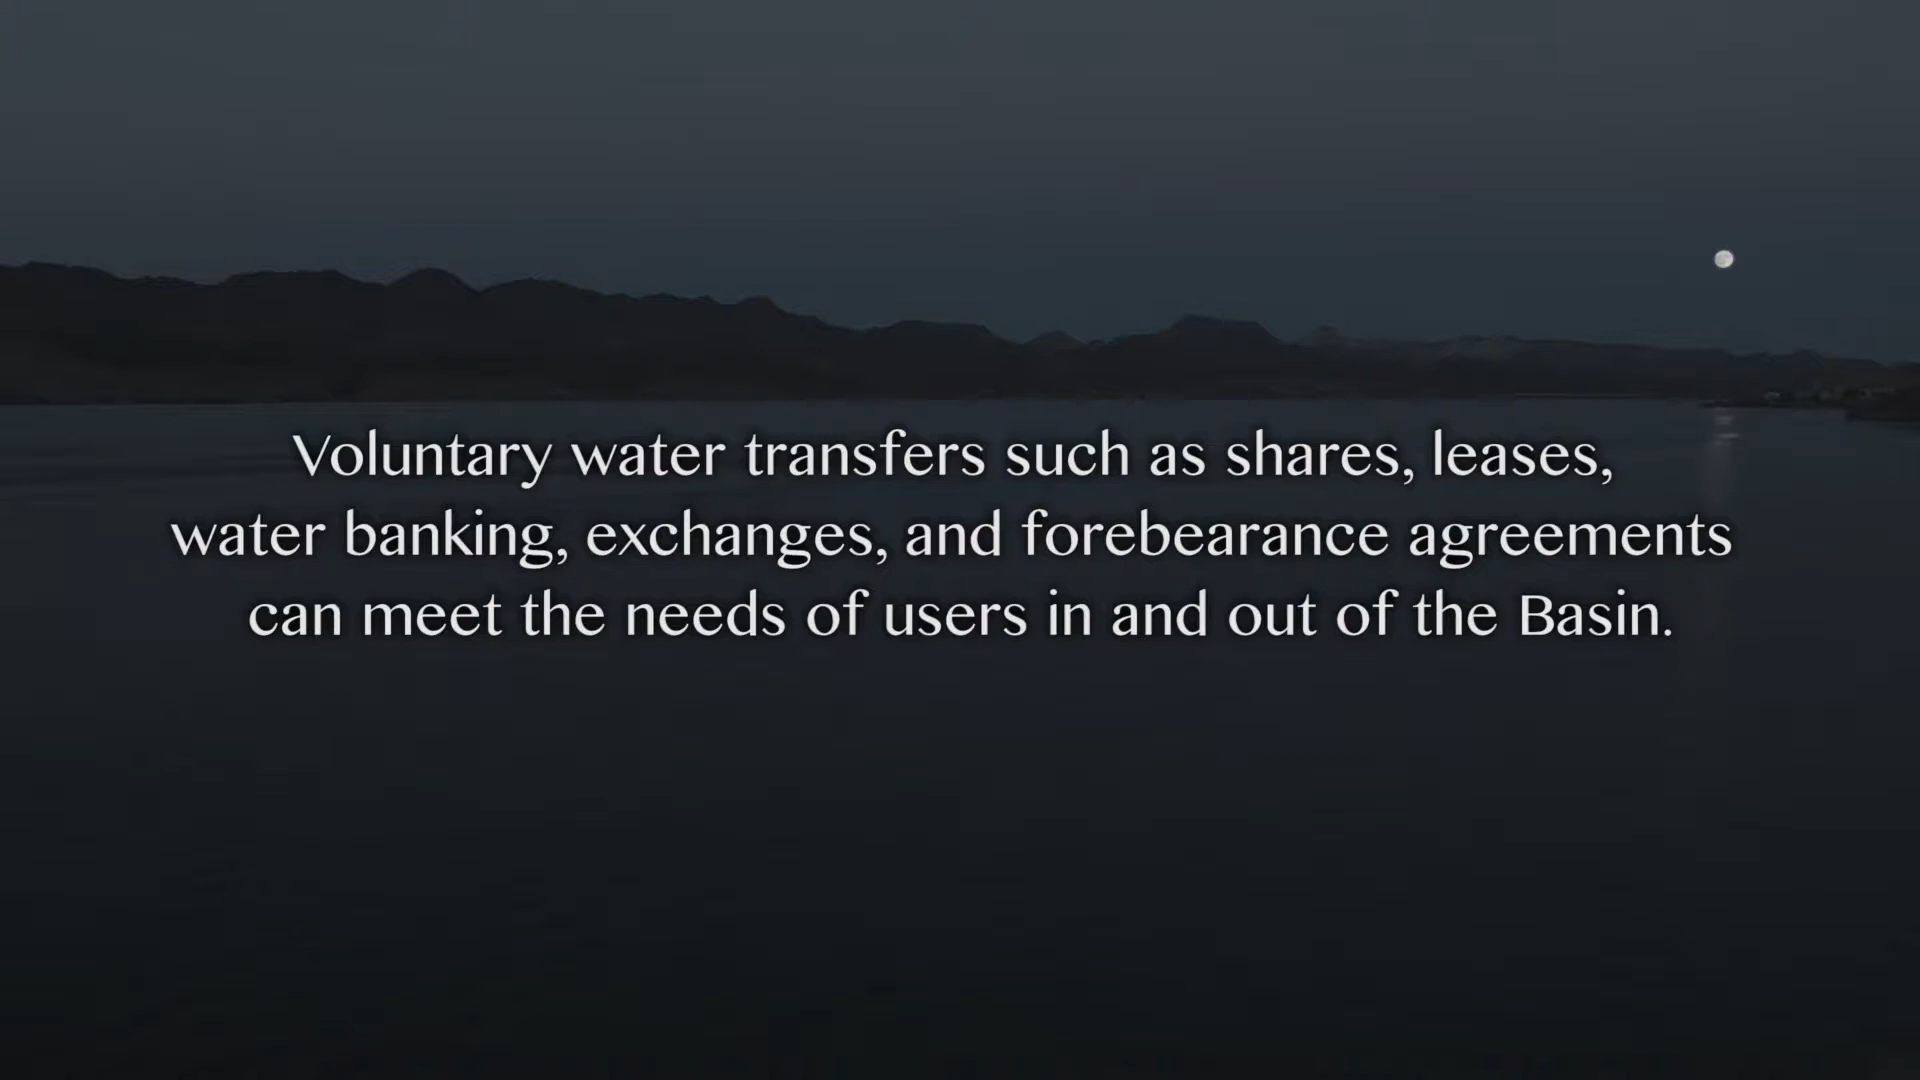 Voluntary water transfers such as shares, leases,
water banking, exchanges, and forebearance agreements
can meet the needs of users in and out of the Basin.